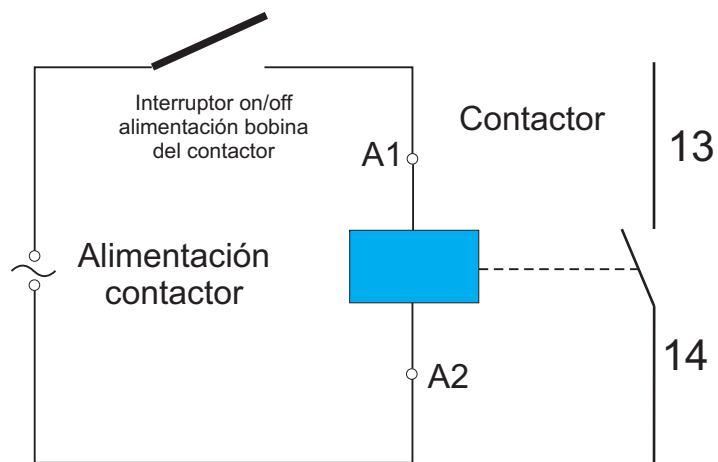 Interruptor on/off
alimentación bobina
del contactor
Contactor
13
A1
Alimentación
contactor
14
A2